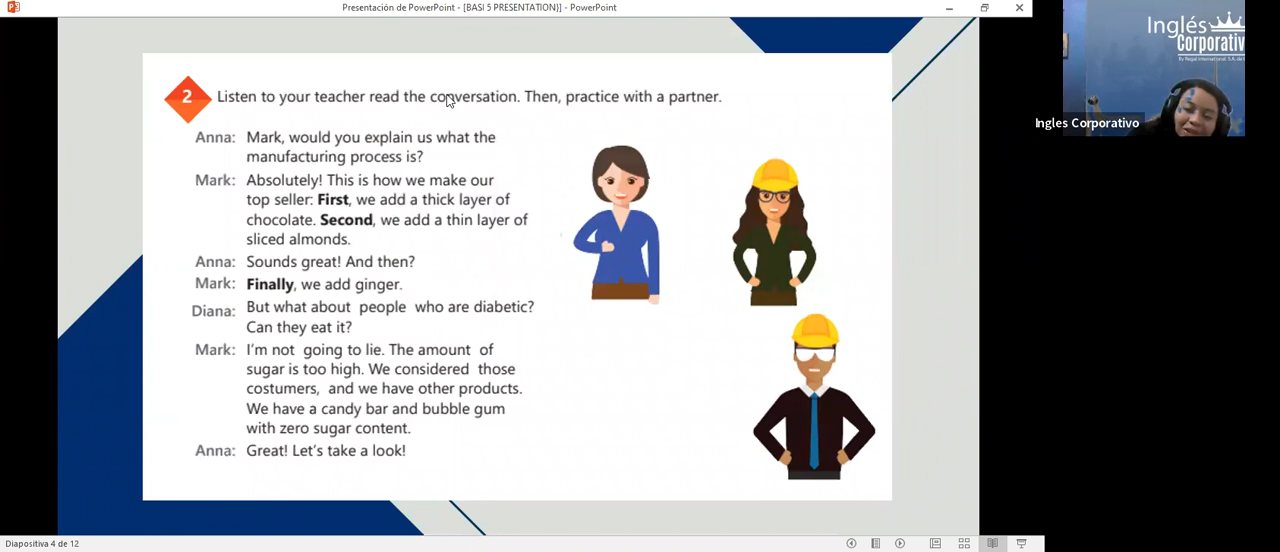 Presentación de PowerPoint - [BASI 5 PRESENTATION)] - PowerPoint
Inglés
Corporativ
By Regal International, S.A. de
Ingles Corporativo
2 Listen to your teacher read the conversation. Then, practice with a partner.
Anna: Mark, would you explain us what the
manufacturing process is?
Mark: Absolutely! This is how we make our
top seller: First, we add a thick layer of
chocolate. Second, we add a thin layer of
sliced almonds.
Anna: Sounds great! And then?
Mark: Finally, we add ginger.
Diana: But what about people who are diabetic?
Can they eat it?
Mark: I'm not going to lie. The amount of
sugar is too high. We considered those
costumers, and we have other products.
We have a candy bar and bubble gum
with zero sugar content.
Anna: Great! Let's take a look!
Diapositiva 4 de 12